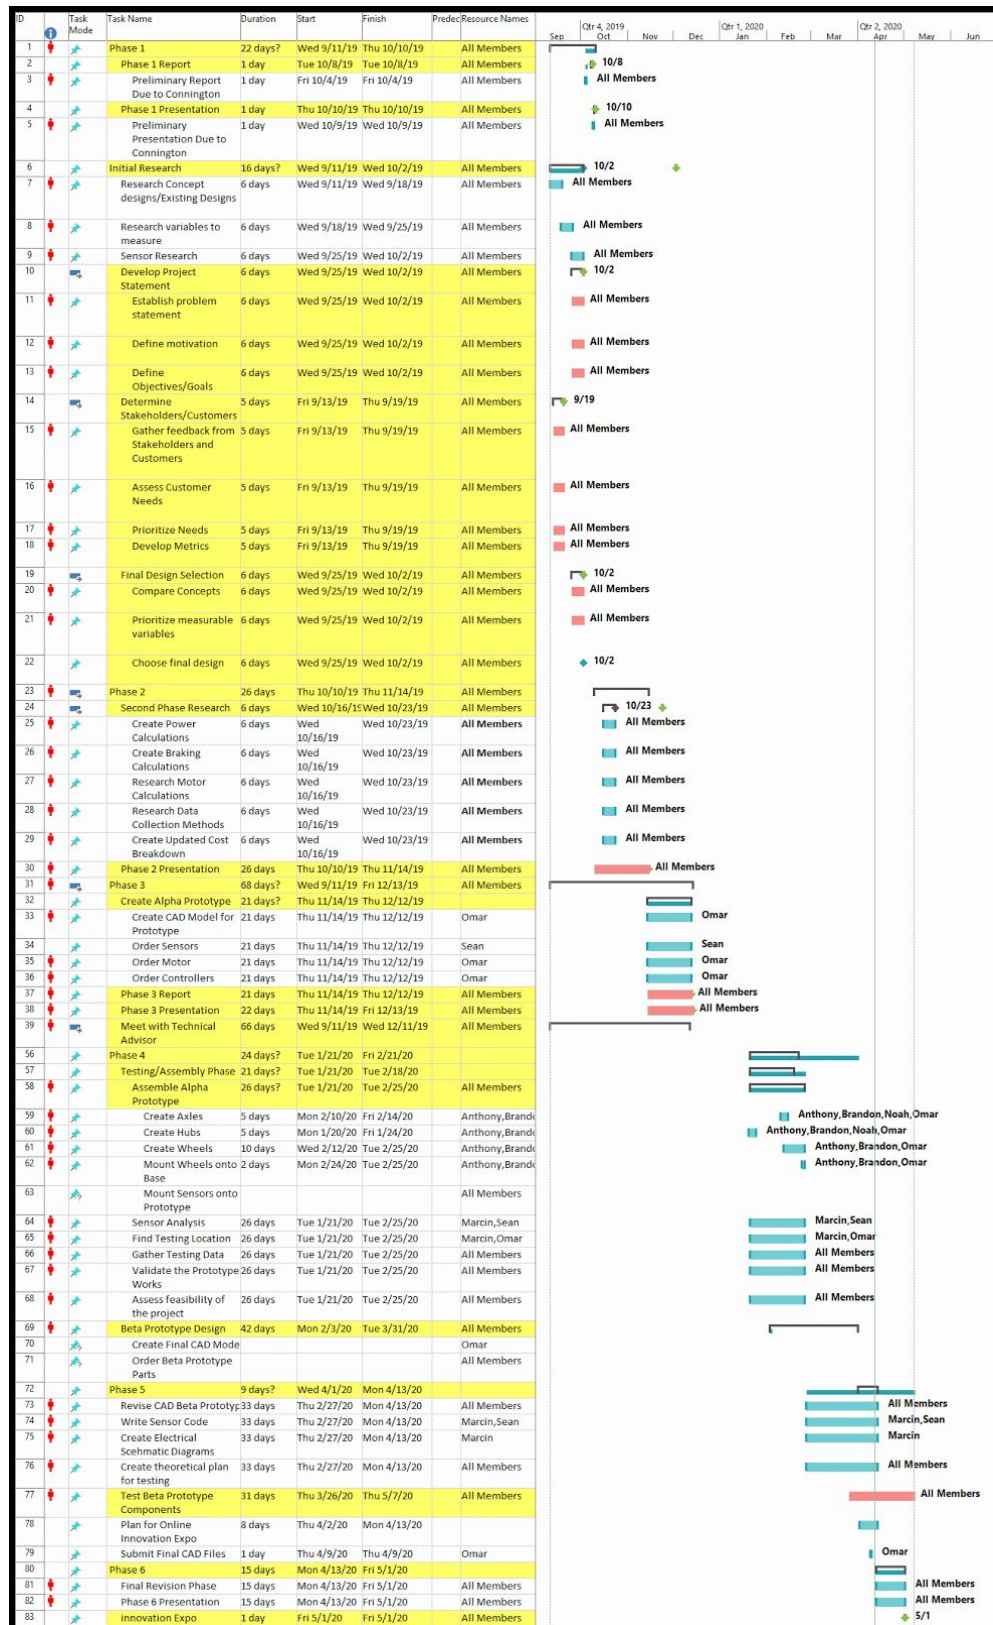 ID Task Mode Task Name Duration Start Finish Predec Resource Names
Qtr 4, 2019 Qtr 1, 2020 Qtr 2, 2020
Sep Oct Nov Dec Jan Feb Mar Apr May Jun
1 Phase 1 22 days? Wed 9/11/19 Thu 10/10/19 All Members
2 Phase 1 Report 1 day Tue 10/8/19 Tue 10/8/19 All Members 10/8
3 Preliminary Report Due to Connington 1 day Fri 10/4/19 Fri 10/4/19 All Members All Members
4 Phase 1 Presentation 1 day Thu 10/10/19 Thu 10/10/19 All Members 10/10
5 Preliminary Presentation Due to Connington 1 day Wed 10/9/19 Wed 10/9/19 All Members All Members
6 Initial Research 16 days? Wed 9/11/19 Wed 10/2/19 All Members 10/2
7 Research Concept designs/Existing Designs 6 days Wed 9/11/19 Wed 9/18/19 All Members All Members
8 Research variables to measure 6 days Wed 9/18/19 Wed 9/25/19 All Members All Members
9 Sensor Research 6 days Wed 9/25/19 Wed 10/2/19 All Members All Members
10 Develop Project Statement 6 days Wed 9/25/19 Wed 10/2/19 All Members 10/2
11 Establish problem statement 6 days Wed 9/25/19 Wed 10/2/19 All Members All Members
12 Define motivation 6 days Wed 9/25/19 Wed 10/2/19 All Members All Members
13 Define Objectives/Goals 6 days Wed 9/25/19 Wed 10/2/19 All Members All Members
14 Determine Stakeholders/Customers 5 days Fri 9/13/19 Thu 9/19/19 All Members 9/19
15 Gather feedback from Stakeholders and Customers 5 days Fri 9/13/19 Thu 9/19/19 All Members All Members
16 Assess Customer Needs 5 days Fri 9/13/19 Thu 9/19/19 All Members All Members
17 Prioritize Needs 5 days Fri 9/13/19 Thu 9/19/19 All Members All Members
18 Develop Metrics 5 days Fri 9/13/19 Thu 9/19/19 All Members All Members
19 Final Design Selection 6 days Wed 9/25/19 Wed 10/2/19 All Members 10/2
20 Compare Concepts 6 days Wed 9/25/19 Wed 10/2/19 All Members All Members
21 Prioritize measurable variables 6 days Wed 9/25/19 Wed 10/2/19 All Members All Members
22 Choose final design 6 days Wed 9/25/19 Wed 10/2/19 All Members 10/2
23 Phase 2 26 days Thu 10/10/19 Thu 11/14/19 All Members
24 Second Phase Research 6 days Wed 10/16/19 Wed 10/23/19 All Members 10/23
25 Create Power Calculations 6 days Wed 10/16/19 Wed 10/23/19 All Members All Members
26 Create Braking Calculations 6 days Wed 10/16/19 Wed 10/23/19 All Members All Members
27 Research Motor Calculations 6 days Wed 10/16/19 Wed 10/23/19 All Members All Members
28 Research Data Collection Methods 6 days Wed 10/16/19 Wed 10/23/19 All Members All Members
29 Create Updated Cost Breakdown 6 days Wed 10/16/19 Wed 10/23/19 All Members All Members
30 Phase 2 Presentation 26 days Thu 10/10/19 Thu 11/14/19 All Members All Members
31 Phase 3 68 days? Wed 9/11/19 Fri 12/13/19 All Members
32 Create Alpha Prototype 21 days? Thu 11/14/19 Thu 12/12/19
33 Create CAD Model for Prototype 21 days Thu 11/14/19 Thu 12/12/19 Omar Omar
34 Order Sensors 21 days Thu 11/14/19 Thu 12/12/19 Sean Sean
35 Order Motor 21 days Thu 11/14/19 Thu 12/12/19 Omar Omar
36 Order Controllers 21 days Thu 11/14/19 Thu 12/12/19 Omar Omar
37 Phase 3 Report 21 days Thu 11/14/19 Thu 12/12/19 All Members All Members
38 Phase 3 Presentation 22 days Thu 11/14/19 Fri 12/13/19 All Members All Members
39 Meet with Technical Advisor 66 days Wed 9/11/19 Wed 12/11/19 All Members
56 Phase 4 24 days? Tue 1/21/20 Fri 2/21/20
57 Testing/Assembly Phase 21 days? Tue 1/21/20 Tue 2/18/20
58 Assemble Alpha Prototype 26 days? Tue 1/21/20 Tue 2/25/20 All Members
59 Create Axles 5 days Mon 2/10/20 Fri 2/14/20 Anthony,Brando Anthony,Brandon,Noah,Omar
60 Create Hubs 5 days Mon 1/20/20 Fri 1/24/20 Anthony,Brando Anthony,Brandon,Noah,Omar
61 Create Wheels 10 days Wed 2/12/20 Tue 2/25/20 Anthony,Brando Anthony,Brandon,Omar
62 Mount Wheels onto Base 2 days Mon 2/24/20 Tue 2/25/20 Anthony,Brando Anthony,Brandon,Omar
63 Mount Sensors onto Prototype All Members
64 Sensor Analysis 26 days Tue 1/21/20 Tue 2/25/20 Marcin,Sean Marcin,Sean
65 Find Testing Location 26 days Tue 1/21/20 Tue 2/25/20 Marcin,Omar Marcin,Omar
66 Gather Testing Data 26 days Tue 1/21/20 Tue 2/25/20 All Members All Members
67 Validate the Prototype Works 26 days Tue 1/21/20 Tue 2/25/20 All Members All Members
68 Assess feasibility of the project 26 days Tue 1/21/20 Tue 2/25/20 All Members All Members
69 Beta Prototype Design 42 days Mon 2/3/20 Tue 3/31/20 All Members
70 Create Final CAD Mode Omar
71 Order Beta Prototype Parts All Members
72 Phase 5 9 days? Wed 4/1/20 Mon 4/13/20
73 Revise CAD Beta Prototyp 33 days Thu 2/27/20 Mon 4/13/20 All Members All Members
74 Write Sensor Code 33 days Thu 2/27/20 Mon 4/13/20 Marcin,Sean Marcin,Sean
75 Create Electrical Scehmatic Diagrams 33 days Thu 2/27/20 Mon 4/13/20 Marcin Marcin
76 Create theoretical plan for testing 33 days Thu 2/27/20 Mon 4/13/20 All Members All Members
77 Test Beta Prototype Components 31 days Thu 3/26/20 Thu 5/7/20 All Members All Members
78 Plan for Online Innovation Expo 8 days Thu 4/2/20 Mon 4/13/20
79 Submit Final CAD Files 1 day Thu 4/9/20 Thu 4/9/20 Omar Omar
80 Phase 6 15 days Mon 4/13/20 Fri 5/1/20
81 Final Revision Phase 15 days Mon 4/13/20 Fri 5/1/20 All Members All Members
82 Phase 6 Presentation 15 days Mon 4/13/20 Fri 5/1/20 All Members All Members
83 innovation Expo 1 day Fri 5/1/20 Fri 5/1/20 All Members 5/1